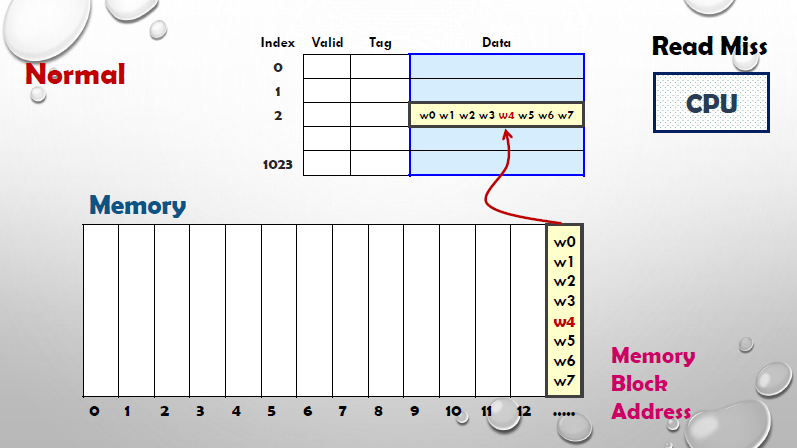 Normal
Index Valid Tag Data
0
1
2 w0 w1 w2 w3 w4 w5 w6 w7
1023
Read Miss
CPU
Memory
w0
w1
w2
w3
w4
w5
w6
w7
0 1 2 3 4 5 6 7 8 9 10 11 12 .....
Memory
Block
Address